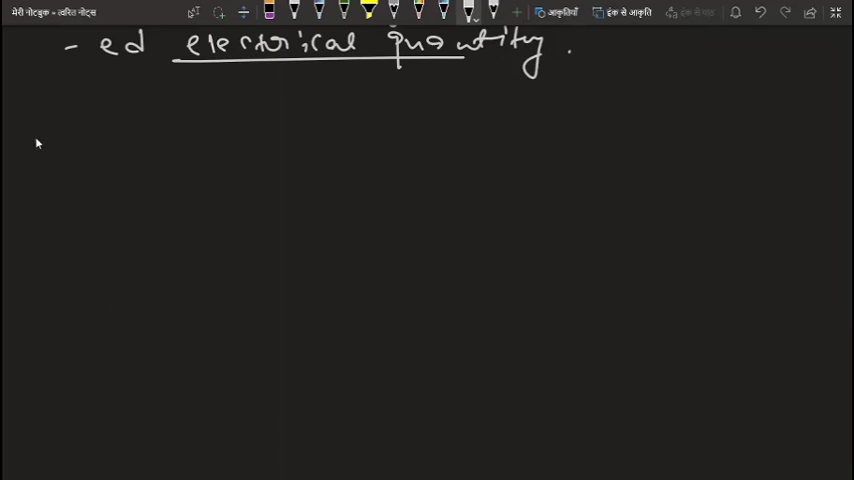 मेरी नोटबुक » त्वरित नोट्स
आकृतियाँ
इंक से आकृति
- ed electrical quantity.